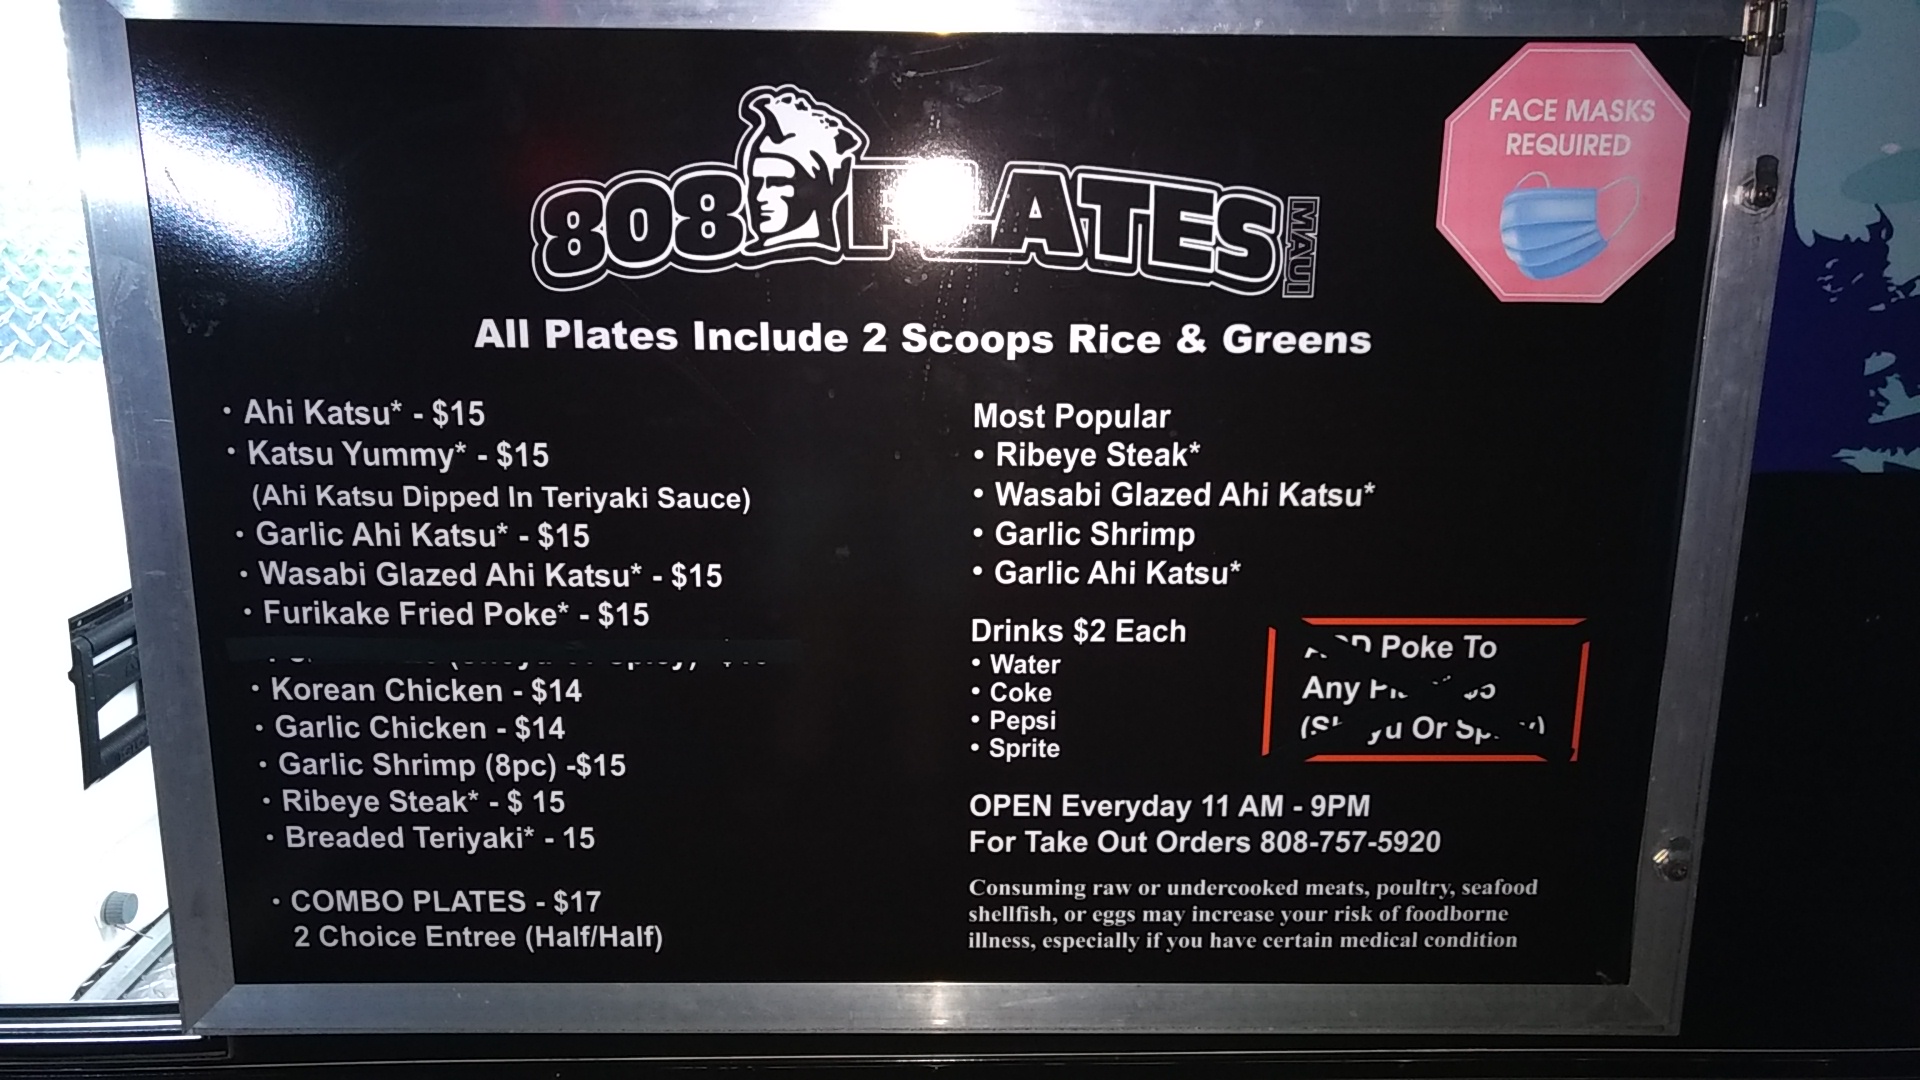 808 PLATES MAUI
FACE MASKS
REQUIRED
All Plates Include 2 Scoops Rice & Greens
· Ahi Katsu* - $15
· Katsu Yummy* - $15
(Ahi Katsu Dipped In Teriyaki Sauce)
· Garlic Ahi Katsu* - $15
· Wasabi Glazed Ahi Katsu* - $15
· Furikake Fried Poke* - $15
· Korean Chicken - $14
· Garlic Chicken - $14
· Garlic Shrimp (8pc) -$15
· Ribeye Steak* - $ 15
· Breaded Teriyaki* - 15
· COMBO PLATES - $17
2 Choice Entree (Half/Half)
Most Popular
• Ribeye Steak*
• Wasabi Glazed Ahi Katsu*
• Garlic Shrimp
• Garlic Ahi Katsu*
Drinks $2 Each
• Water
• Coke
• Pepsi
• Sprite
Poke To
Any
Or
OPEN Everyday 11 AM - 9PM
For Take Out Orders 808-757-5920
Consuming raw or undercooked meats, poultry, seafood
shellfish, or eggs may increase your risk of foodborne
illness, especially if you have certain medical condition